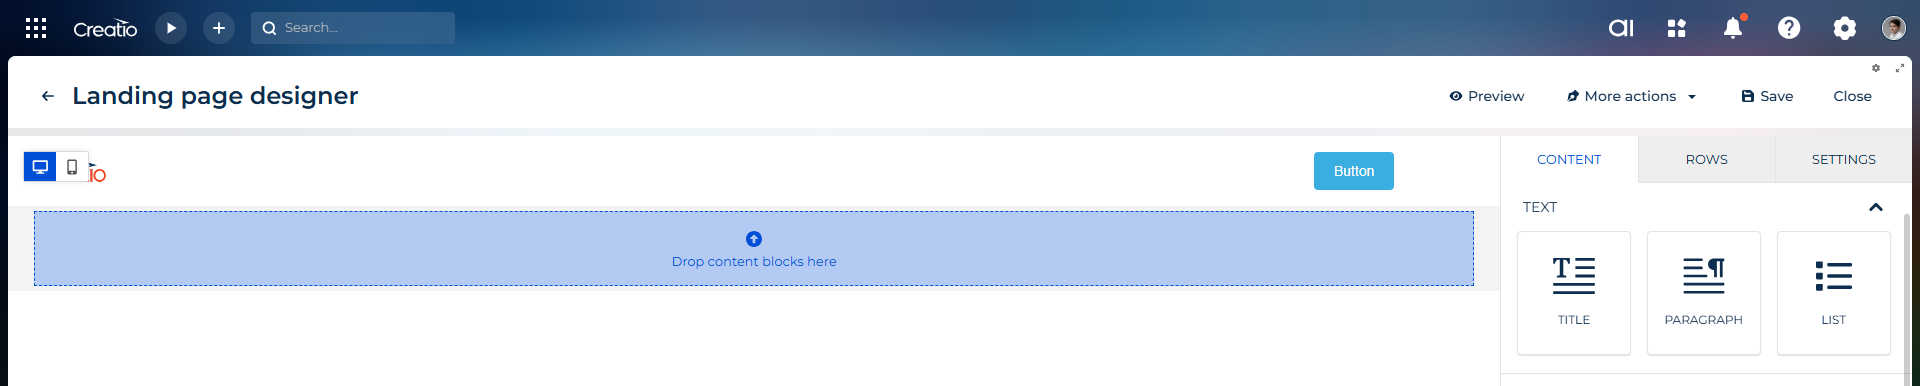 Creatio
Search...
aI
Landing page designer
Preview
More actions
Save
Close
io
Button
CONTENT
ROWS
SETTINGS
TEXT
Drop content blocks here
TITLE
PARAGRAPH
LIST